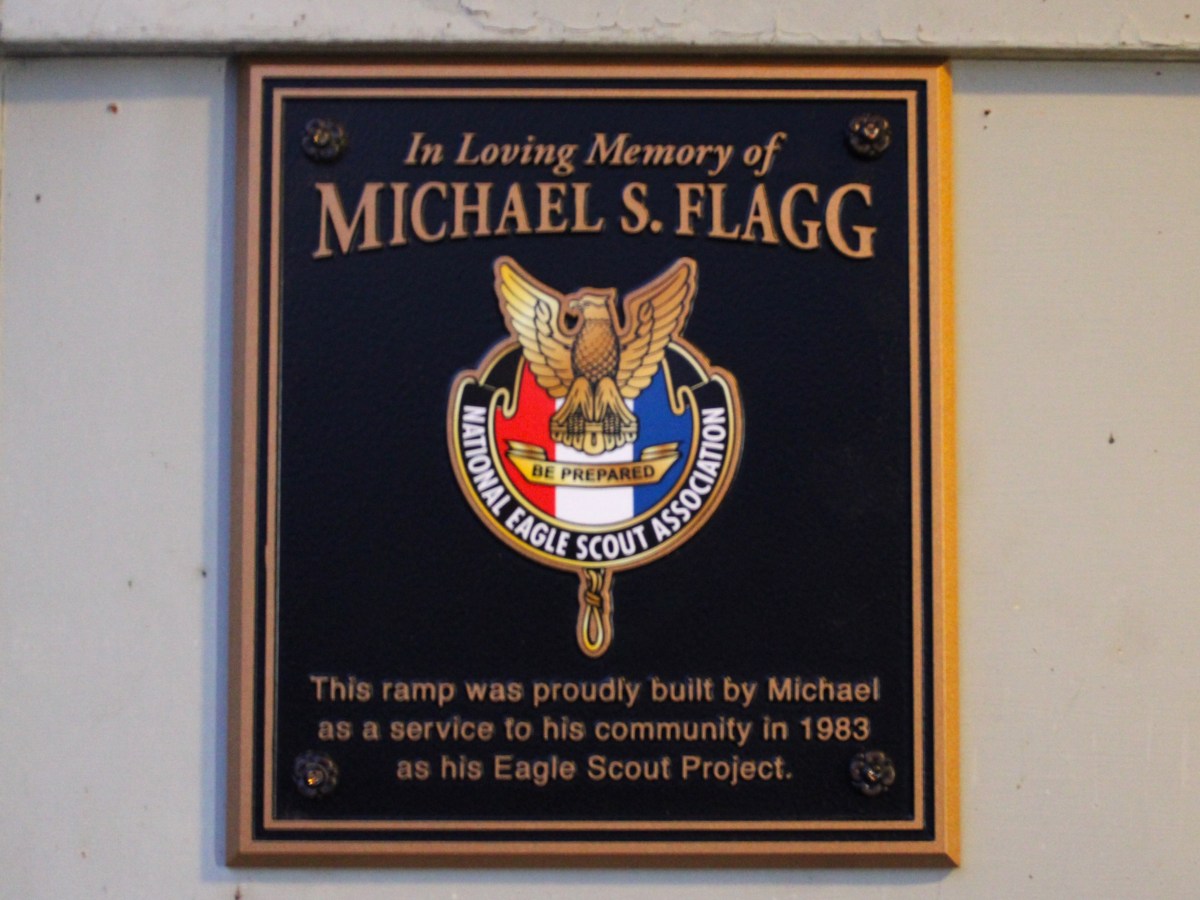 In Loving Memory of
MICHAEL S. FLAGG
BE PREPARED
NATIONAL EAGLE SCOUT ASSOCIATION
This ramp was proudly built by Michael
as a service to his community in 1983
as his Eagle Scout Project.